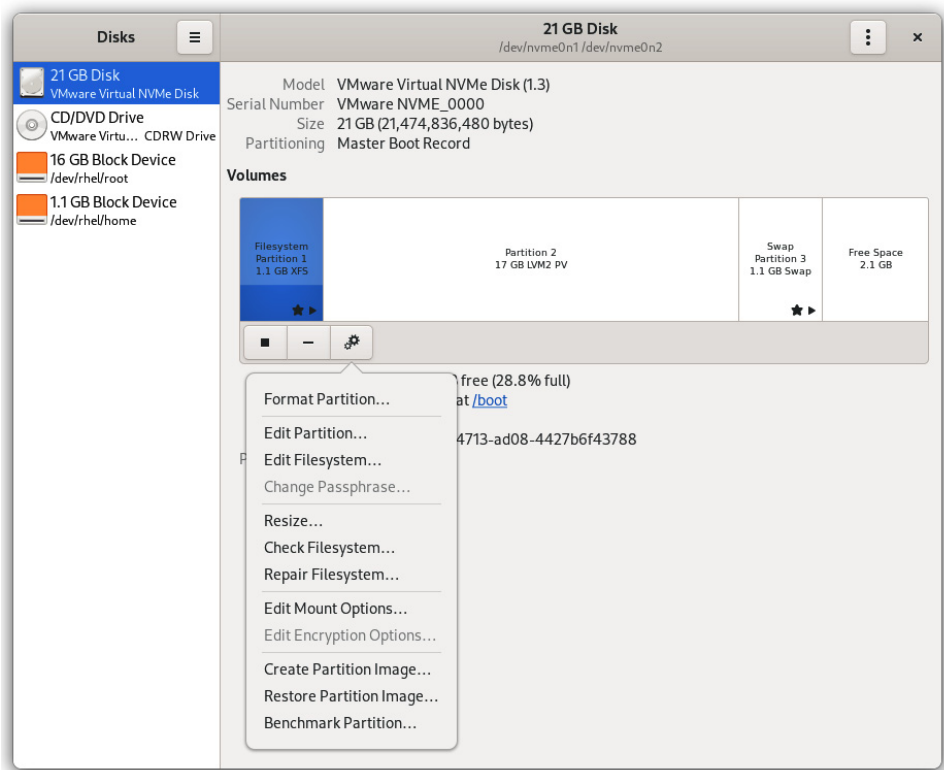 Disks
21 GB Disk
/dev/nvme0n1 /dev/nvme0n2
21 GB Disk
VMware Virtual NVMe Disk
CD/DVD Drive
VMware Virtu… CDRW Drive
16 GB Block Device
/dev/rhel/root
1.1 GB Block Device
/dev/rhel/home
Model VMware Virtual NVMe Disk (1.3)
Serial Number VMware NVME_0000
Size 21 GB (21,474,836,480 bytes)
Partitioning Master Boot Record
Volumes
Filesystem
Partition 1
1.1 GB XFS
Partition 2
17 GB LVM2 PV
Swap
Partition 3
1.1 GB Swap
Free Space
2.1 GB
free (28.8% full)
at /boot
4713-ad08-4427b6f43788
P
Format Partition…
Edit Partition…
Edit Filesystem…
Change Passphrase…
Resize…
Check Filesystem…
Repair Filesystem…
Edit Mount Options…
Edit Encryption Options…
Create Partition Image…
Restore Partition Image…
Benchmark Partition…